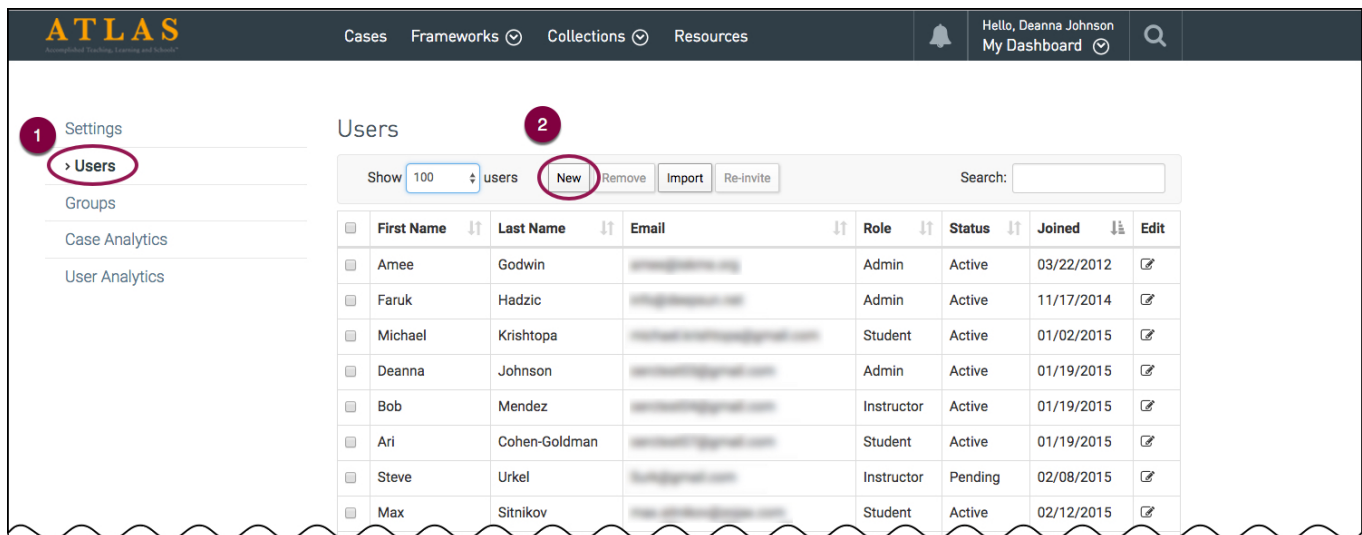 ATLAS
Accomplished Teaching, Learning and Schools
Cases Frameworks Collections Resources
Hello, Deanna Johnson
My Dashboard
1
Settings
› Users
Groups
Case Analytics
User Analytics
Users
2
Show 100 users New Remove Import Re-invite Search:
First Name Last Name Email Role Status Joined Edit
Amee Godwin Admin Active 03/22/2012
Faruk Hadzic Admin Active 11/17/2014
Michael Krishtopa Student Active 01/02/2015
Deanna Johnson Admin Active 01/19/2015
Bob Mendez Instructor Active 01/19/2015
Ari Cohen-Goldman Student Active 01/19/2015
Steve Urkel Instructor Pending 02/08/2015
Max Sitnikov Student Active 02/12/2015